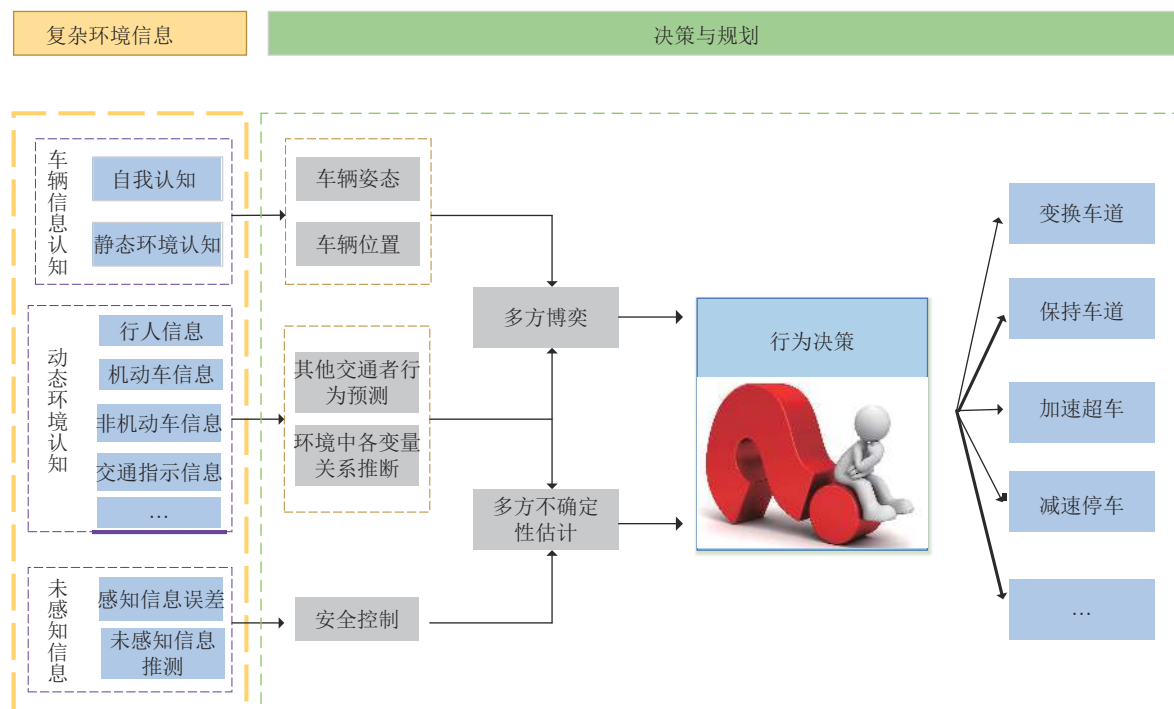 复杂环境信息
决策与规划
车辆信息认知
自我认知
静态环境认知
动态环境认知
行人信息
机动车信息
非机动车信息
交通指示信息
…
未感知信息
感知信息误差
未感知信息
推测
车辆姿态
车辆位置
其他交通者行
为预测
环境中各变量
关系推断
安全控制
多方博奕
多方不确定
性估计
行为决策
变换车道
保持车道
加速超车
减速停车
…